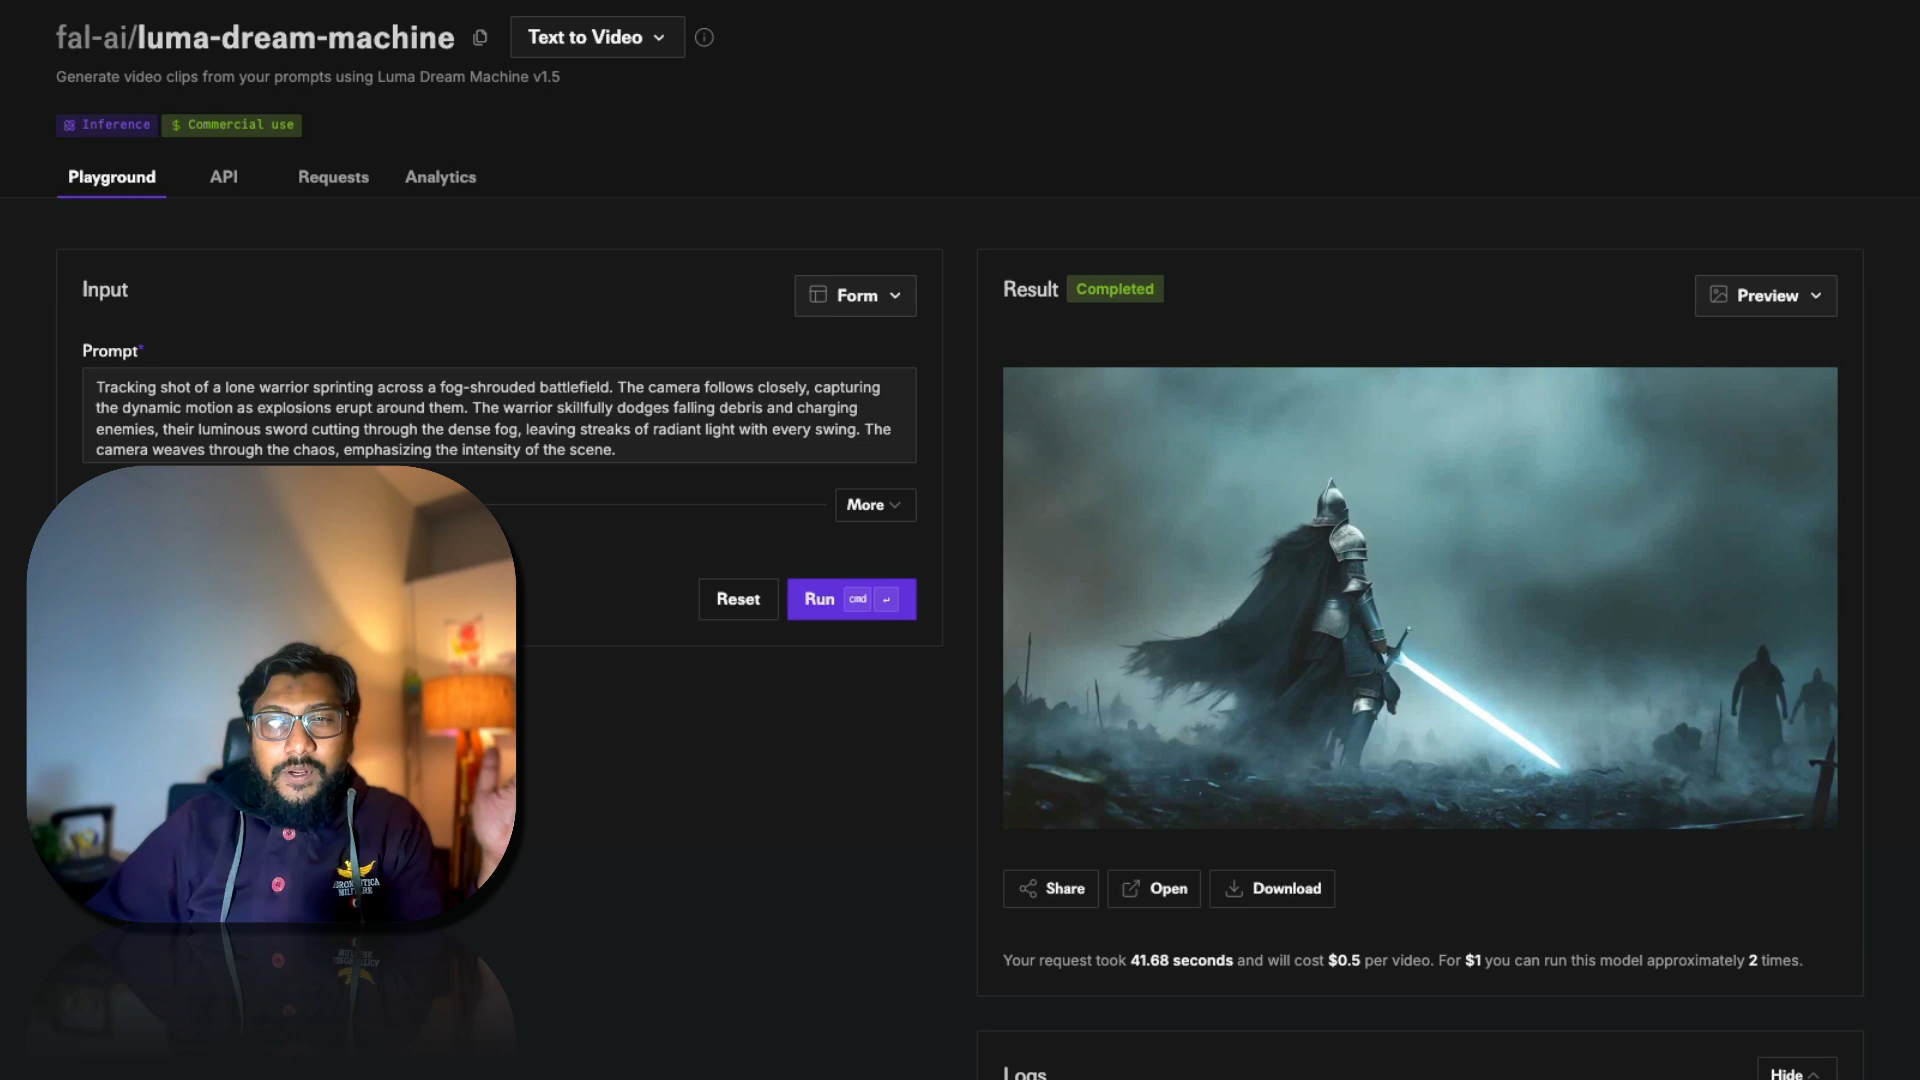 fal-ai/luma-dream-machine
Text to Video
Generate video clips from your prompts using Luma Dream Machine v1.5
Inference
$ Commercial use
Playground
API
Requests
Analytics
Input
Form
Prompt*
Tracking shot of a lone warrior sprinting across a fog-shrouded battlefield. The camera follows closely, capturing
the dynamic motion as explosions erupt around them. The warrior skillfully dodges falling debris and charging
enemies, their luminous sword cutting through the dense fog, leaving streaks of radiant light with every swing. The
camera weaves through the chaos, emphasizing the intensity of the scene.
More
Reset
Run cmd ↵
Result
Completed
Preview
Share
Open
Download
Your request took 41.68 seconds and will cost $0.5 per video. For $1 you can run this model approximately 2 times.
Logs
Hide